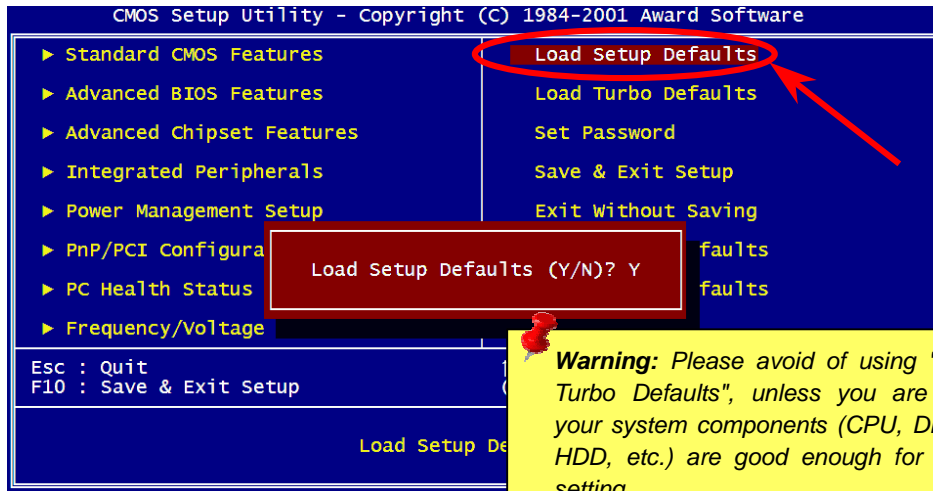 CMOS Setup Utility - Copyright (C) 1984-2001 Award Software
► Standard CMOS Features
► Advanced BIOS Features
► Advanced Chipset Features
► Integrated Peripherals
► Power Management Setup
► PnP/PCI Configura
► PC Health Status
► Frequency/Voltage
Load Setup Defaults
Load Turbo Defaults
Set Password
Save & Exit Setup
Exit Without Saving
faults
faults
Load Setup Defaults (Y/N)? Y
Esc : Quit
F10 : Save & Exit Setup
Load Setup De
Warning: Please avoid of using "
Turbo Defaults", unless you are
your system components (CPU, DI
HDD, etc.) are good enough for
setting